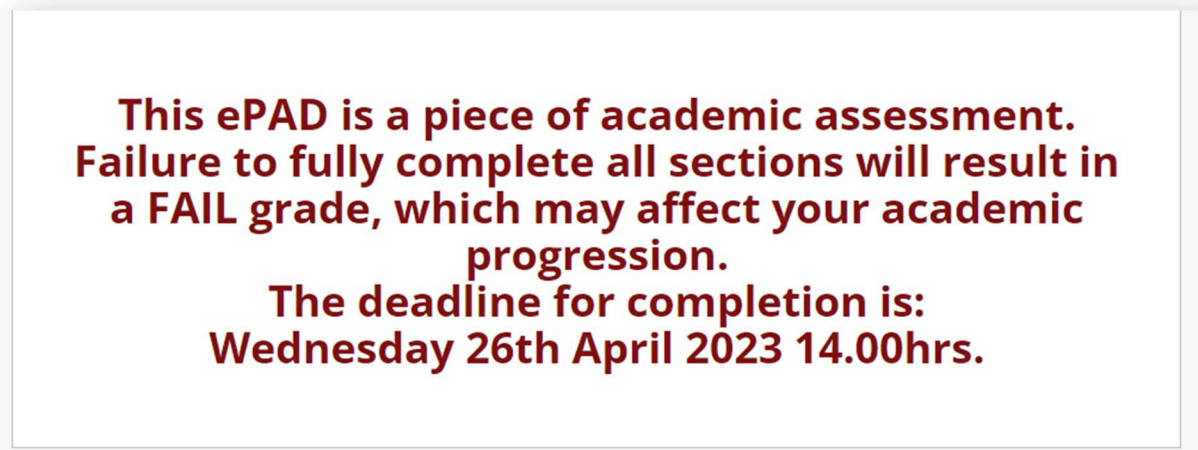 This ePAD is a piece of academic assessment.
Failure to fully complete all sections will result in
a FAIL grade, which may affect your academic
progression.
The deadline for completion is:
Wednesday 26th April 2023 14.00hrs.